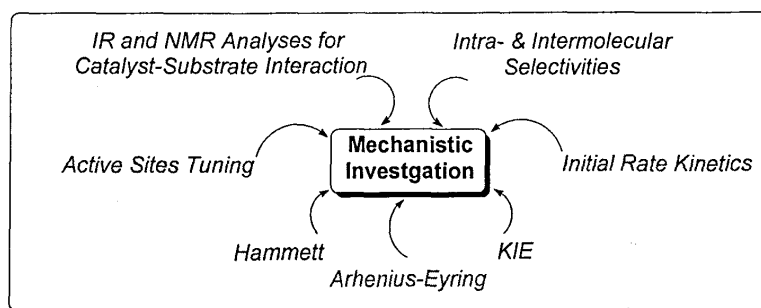 IR and NMR Analyses for
Catalyst-Substrate Interaction
Intra- & Intermolecular
Selectivities
Active Sites Tuning
Mechanistic
Investgation
Initial Rate Kinetics
Hammett
Arhenius-Eyring
KIE